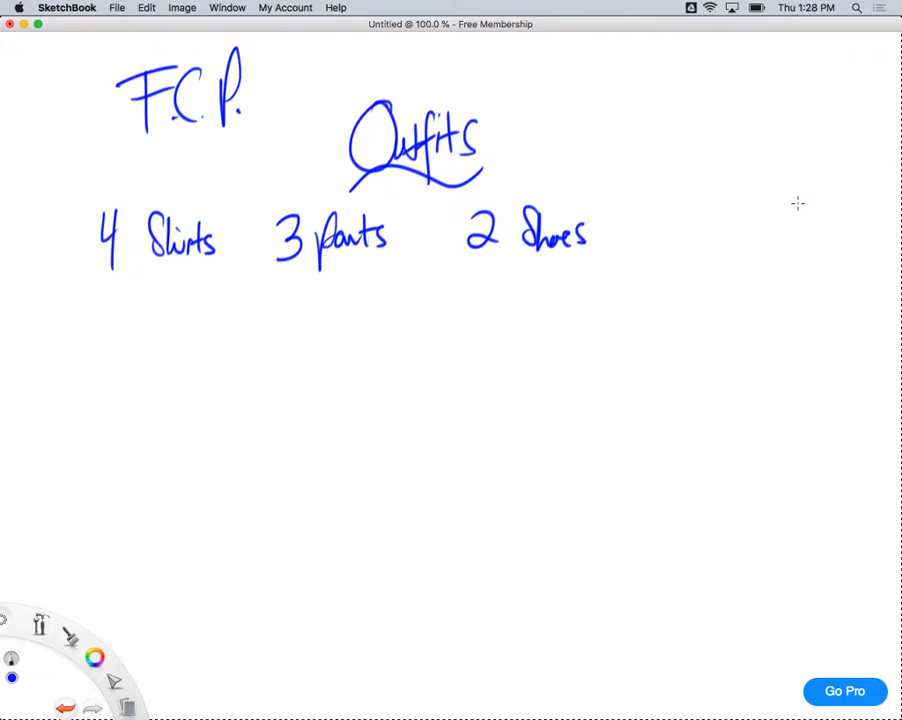 SketchBook File Edit Image Window My Account Help Thu 1:28 PM
Untitled @ 100.0 % - Free Membership
F.C.P.
Outfits
4 Shirts 3 pants 2 Shoes
Go Pro